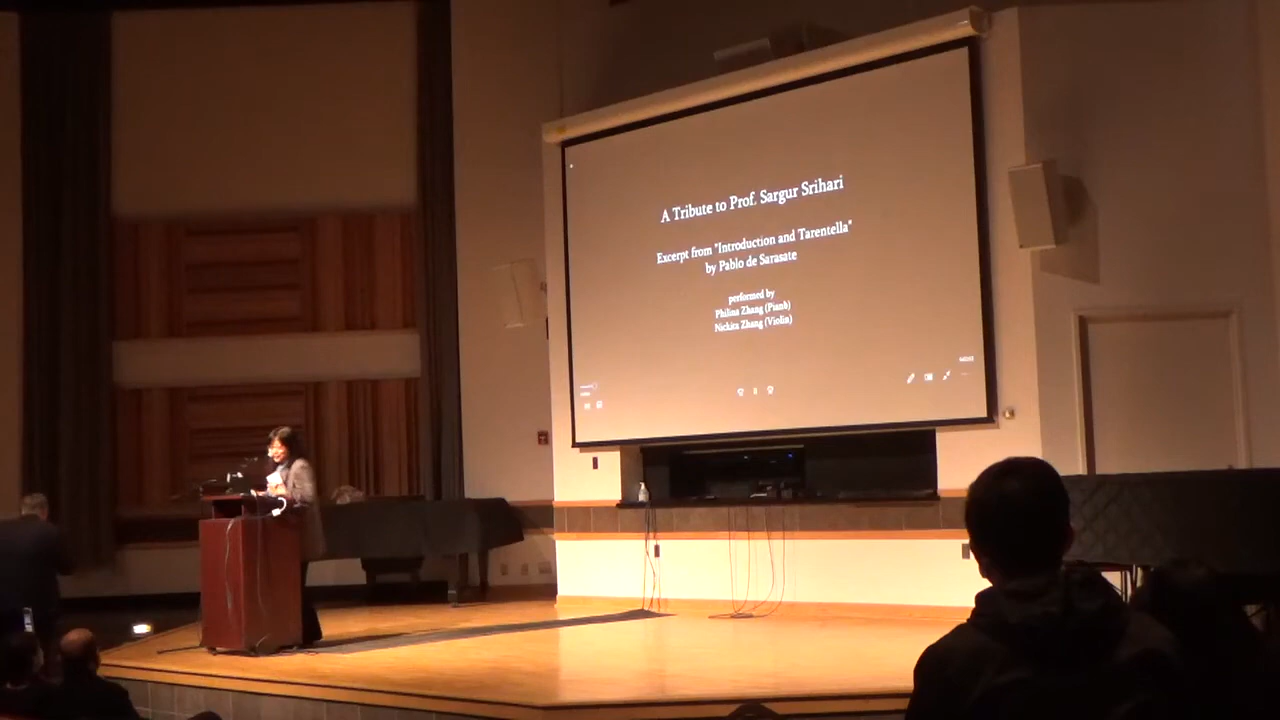 A Tribute to Prof. Sargur Srihari
Excerpt from "Introduction and Tarentella"
by Pablo de Sarasate
performed by
Philina Zhang (Piano)
Nickita Zhang (Violin)